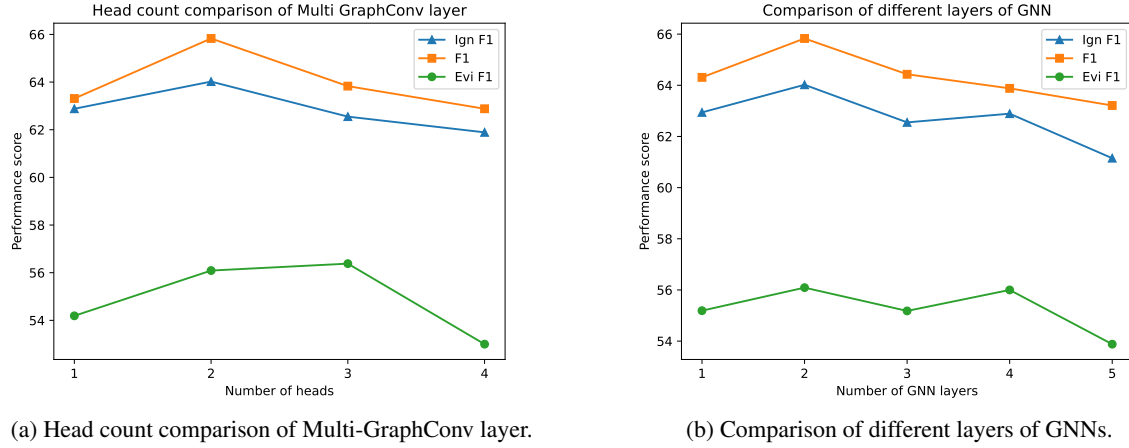 Head count comparison of Multi GraphConv layer
Ign F1
F1
Evi F1
66
64
62
60
58
56
54
Performance score
1 2 3 4
Number of heads
(a) Head count comparison of Multi-GraphConv layer.
Comparison of different layers of GNN
Ign F1
F1
Evi F1
66
64
62
60
58
56
54
Performance score
1 2 3 4 5
Number of GNN layers
(b) Comparison of different layers of GNNs.